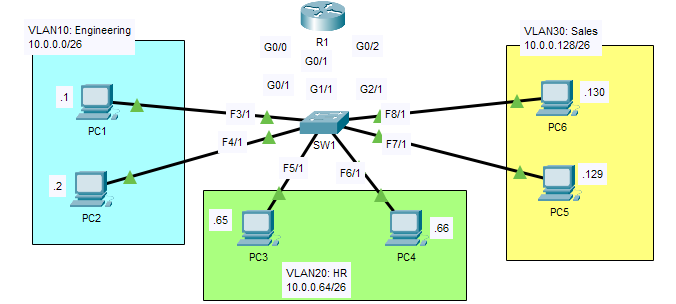 VLAN10: Engineering
10.0.0.0/26
R1
G0/0
G0/1
G0/2
VLAN30: Sales
10.0.0.128/26
G0/1
G1/1
G2/1
.1
PC1
F3/1
F4/1
SW1
F8/1
F7/1
.130
PC6
.2
PC2
F5/1
F6/1
.129
PC5
.65
PC3
.66
PC4
VLAN20: HR
10.0.0.64/26